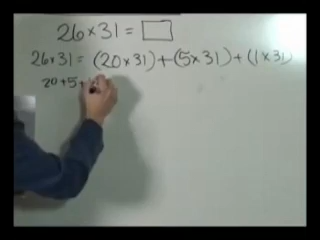 26×31 = □
26×31 = (20×31)+(5×31)+(1×31)
20+5+